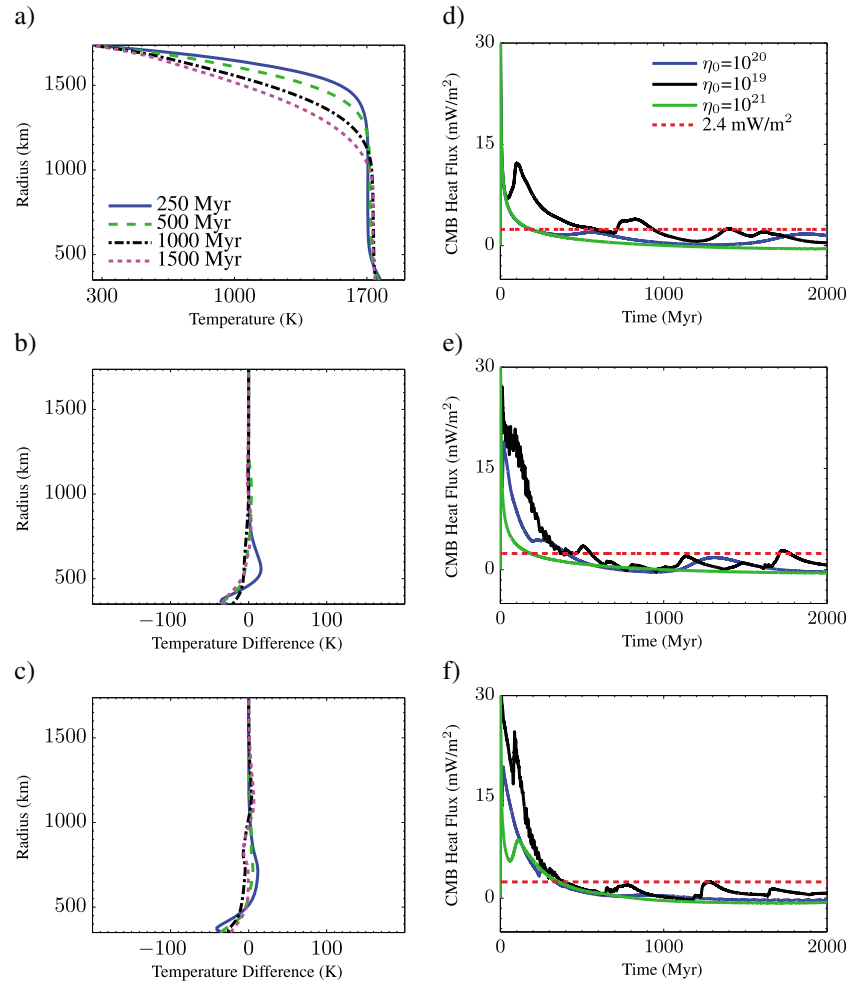 a)
Radius (km)
1500
1000
500
250 Myr
500 Myr
1000 Myr
1500 Myr
300 1000 1700
Temperature (K)
d)
CMB Heat Flux (mW/m²)
30
15
0
η₀=10²⁰
η₀=10¹⁹
η₀=10²¹
2.4 mW/m²
0 1000 2000
Time (Myr)
b)
Radius (km)
1500
1000
500
−100 0 100
Temperature Difference (K)
e)
CMB Heat Flux (mW/m²)
30
15
0
0 1000 2000
Time (Myr)
c)
Radius (km)
1500
1000
500
−100 0 100
Temperature Difference (K)
f)
CMB Heat Flux (mW/m²)
30
15
0
0 1000 2000
Time (Myr)